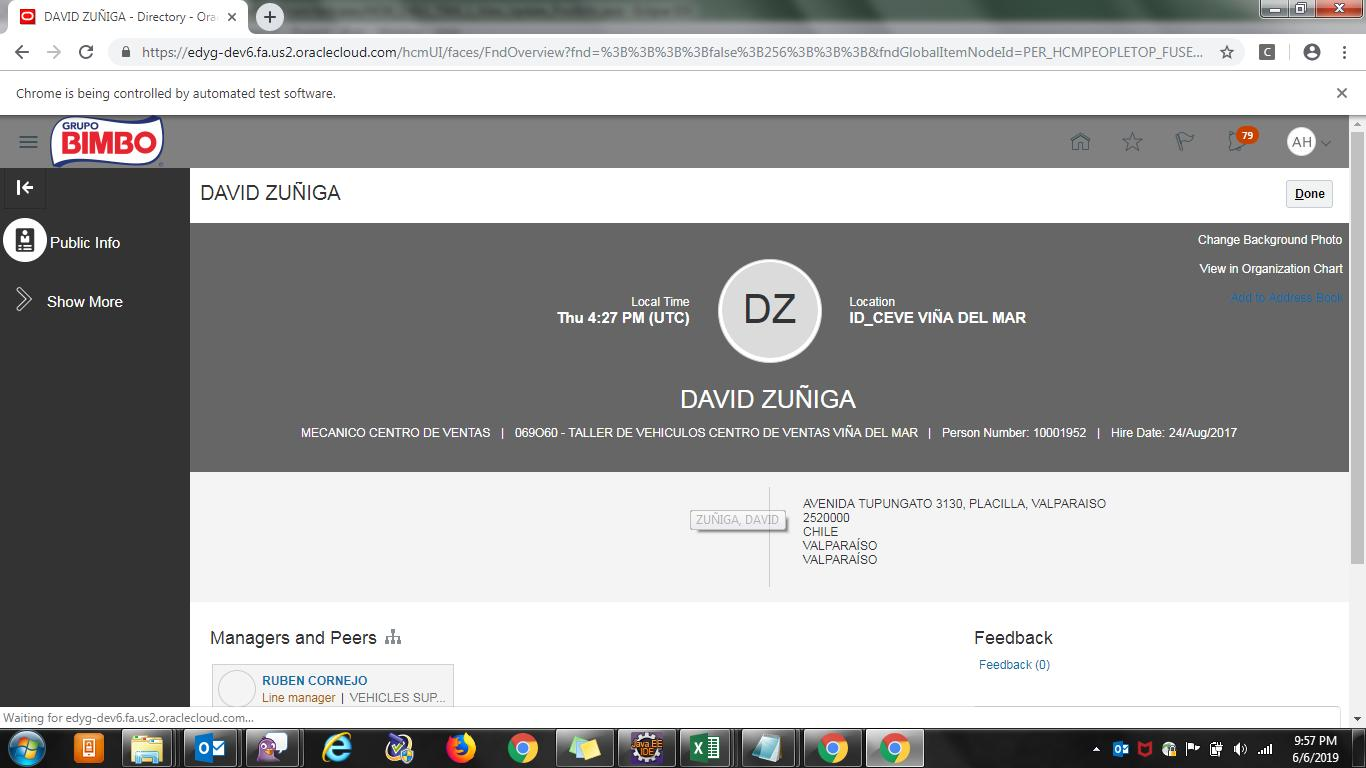 DAVID ZUÑIGA - Directory - Ora
https://edyg-dev6.fa.us2.oraclecloud.com/hcmUI/faces/FndOverview?fnd=%3B%3B%3B%3Bfalse%3B256%3B%3B%3B&fndGlobalItemNodeId=PER_HCMPEOPLETOP_FUSE...
C
Chrome is being controlled by automated test software.
GRUPO
BIMBO
79
AH
DAVID ZUÑIGA
Done
Public Info
Show More
Change Background Photo
View in Organization Chart
Add to Address Book
Local Time
Thu 4:27 PM (UTC)
DZ
Location
ID_CEVE VIÑA DEL MAR
DAVID ZUÑIGA
MECANICO CENTRO DE VENTAS | 069O60 - TALLER DE VEHICULOS CENTRO DE VENTAS VIÑA DEL MAR | Person Number: 10001952 | Hire Date: 24/Aug/2017
ZUÑIGA, DAVID
AVENIDA TUPUNGATO 3130, PLACILLA, VALPARAISO
2520000
CHILE
VALPARAÍSO
VALPARAÍSO
Managers and Peers
RUBEN CORNEJO
Line manager | VEHICLES SUP...
Feedback
Feedback (0)
Waiting for edyg-dev6.fa.us2.oraclecloud.com...
Java EE
IDE
9:57 PM
6/6/2019